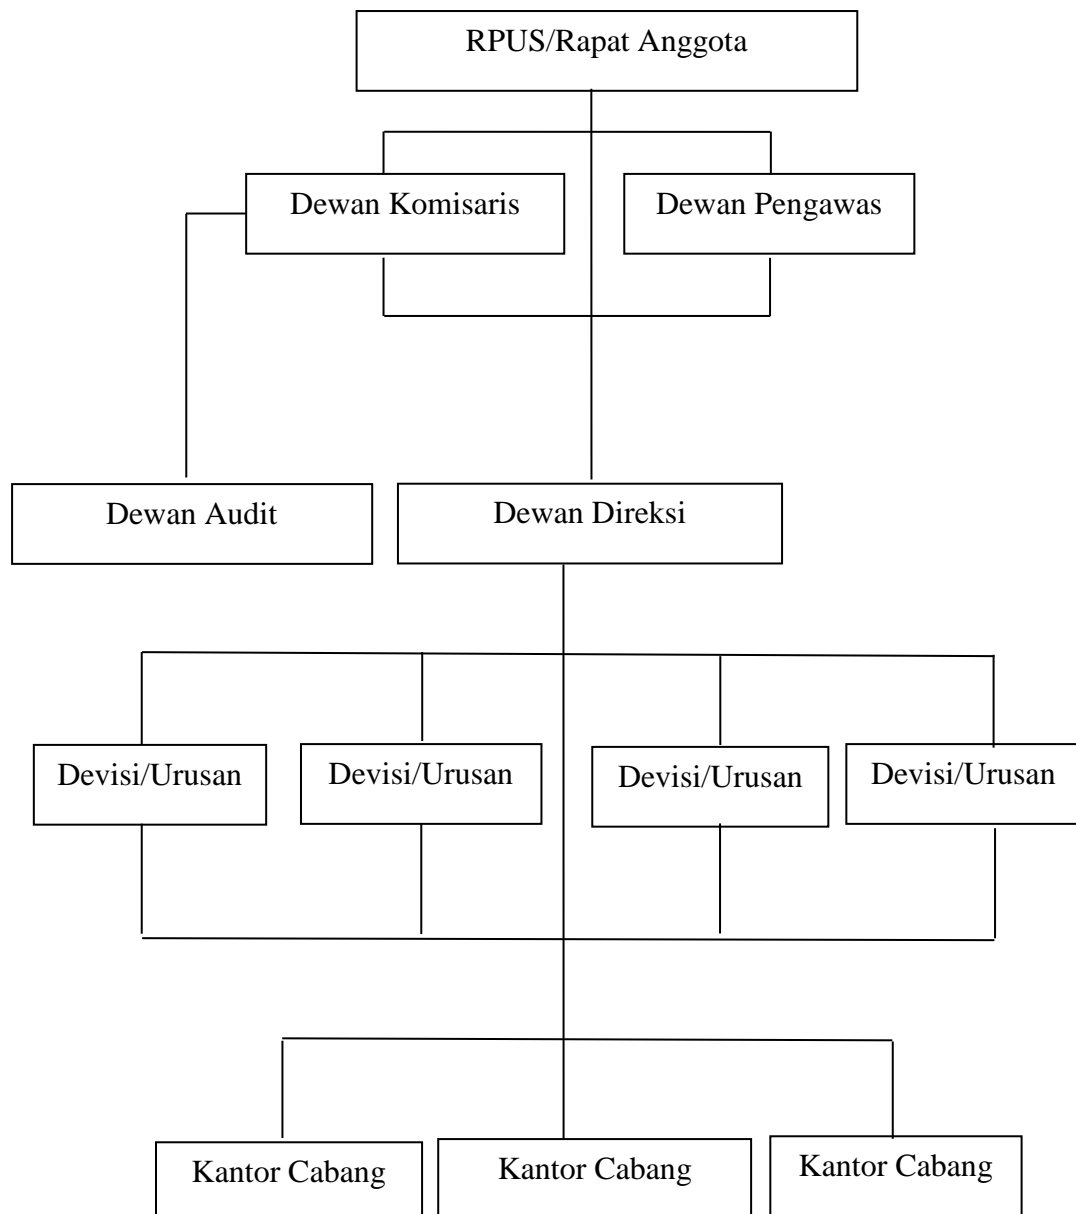 RPUS/Rapat Anggota
Dewan Komisaris
Dewan Pengawas
Dewan Audit
Dewan Direksi
Devisi/Urusan
Devisi/Urusan
Devisi/Urusan
Devisi/Urusan
Kantor Cabang
Kantor Cabang
Kantor Cabang